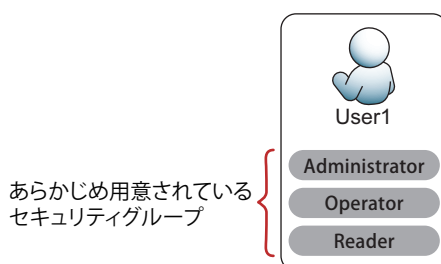 User1
Administrator
あらかじめ用意されている
Operator
セキュリティグループ
Reader